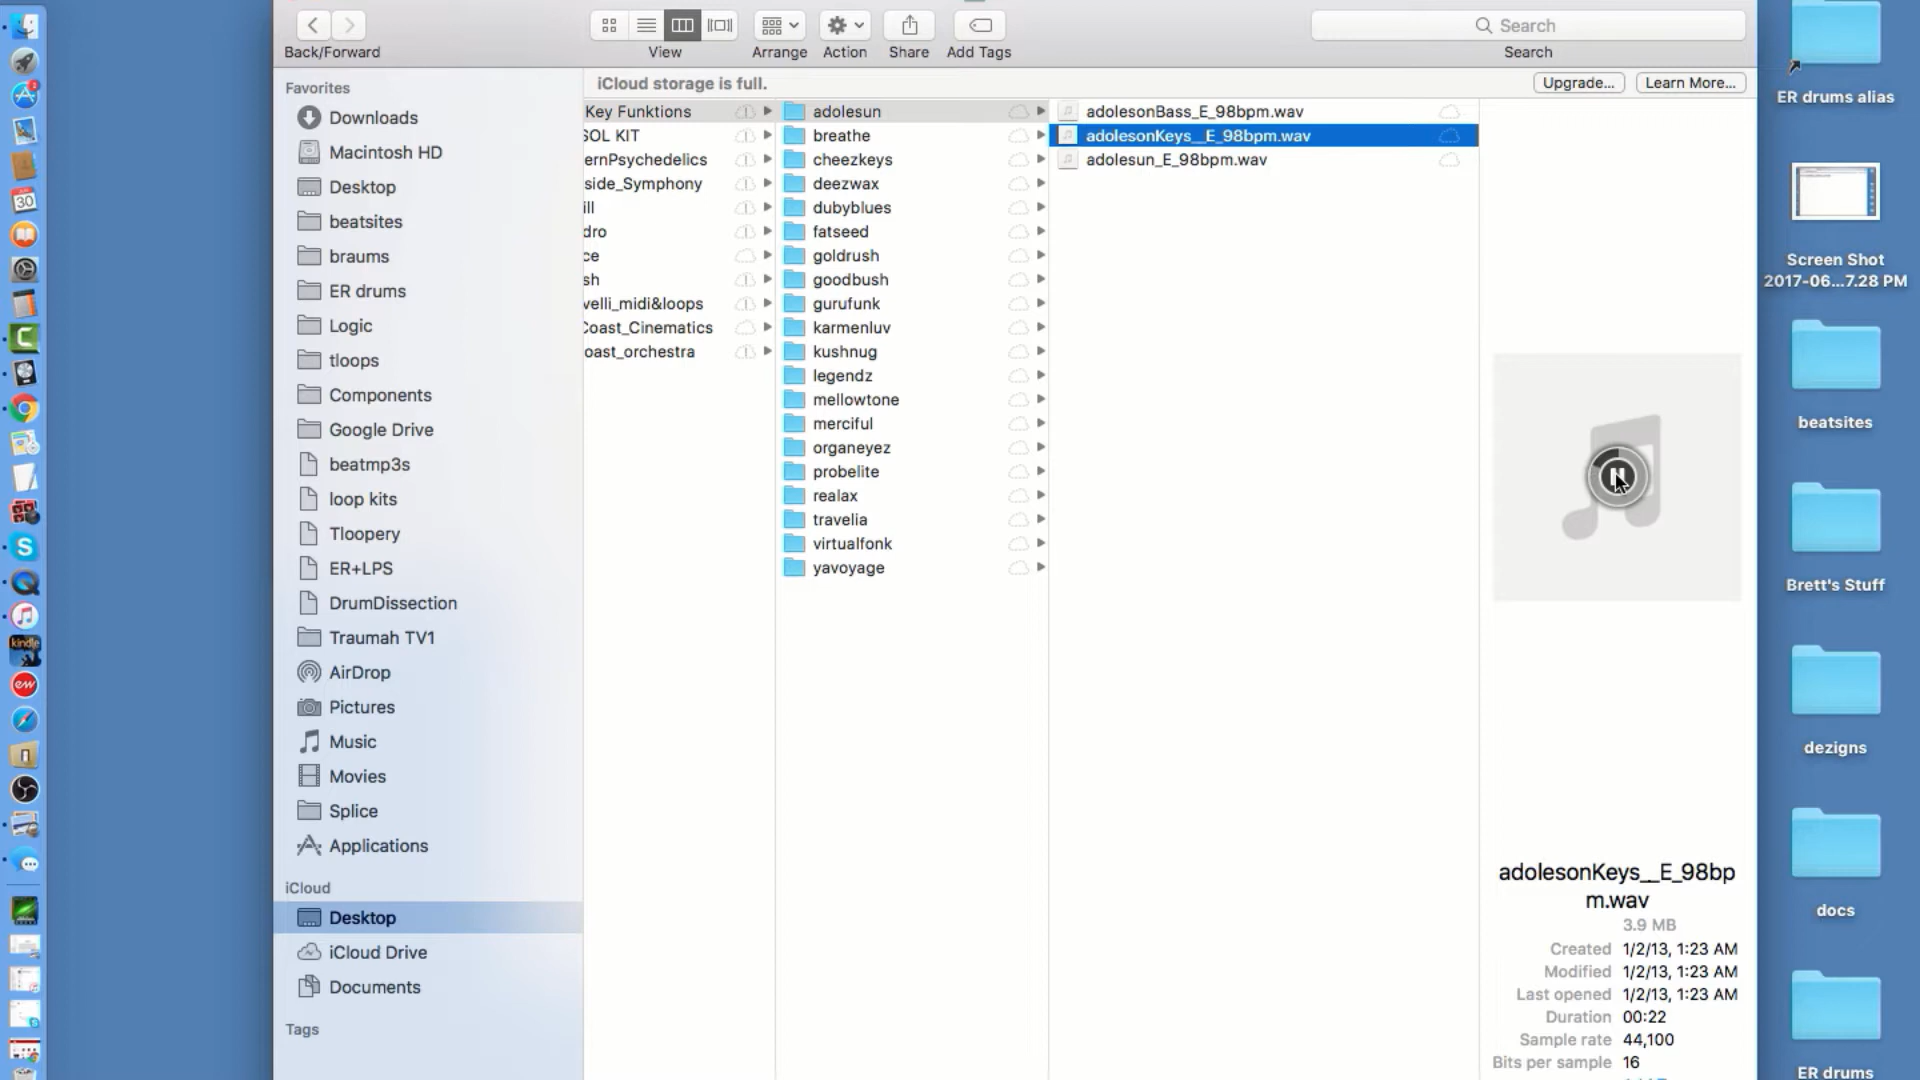 Back/Forward
View
Arrange
Action
Share
Add Tags
Search
Search
Favorites
Downloads
Macintosh HD
Desktop
beatsites
braums
ER drums
Logic
tloops
Components
Google Drive
beatmp3s
loop kits
Tloopery
ER+LPS
DrumDissection
Traumah TV1
AirDrop
Pictures
Music
Movies
Splice
Applications
iCloud
Desktop
iCloud Drive
Documents
Tags
iCloud storage is full.
Upgrade...
Learn More...
Key Funktions
SOL KIT
ernPsychedelics
side_Symphony
ill
dro
ce
sh
velli_midi&loops
Coast_Cinematics
oast_orchestra
adolesun
breathe
cheezkeys
deezwax
dubyblues
fatseed
goldrush
goodbush
gurufunk
karmenluv
kushnug
legendz
mellowtone
merciful
organeyez
probelite
realax
travelia
virtualfonk
yavoyage
adolesonBass_E_98bpm.wav
adolesonKeys__E_98bpm.wav
adolesun_E_98bpm.wav
adolesonKeys__E_98bp
m.wav
3.9 MB
Created 1/2/13, 1:23 AM
Modified 1/2/13, 1:23 AM
Last opened 1/2/13, 1:23 AM
Duration 00:22
Sample rate 44,100
Bits per sample 16
ER drums alias
Screen Shot
2017-06...7.28 PM
beatsites
Brett's Stuff
dezigns
docs
ER drums
30
kindle